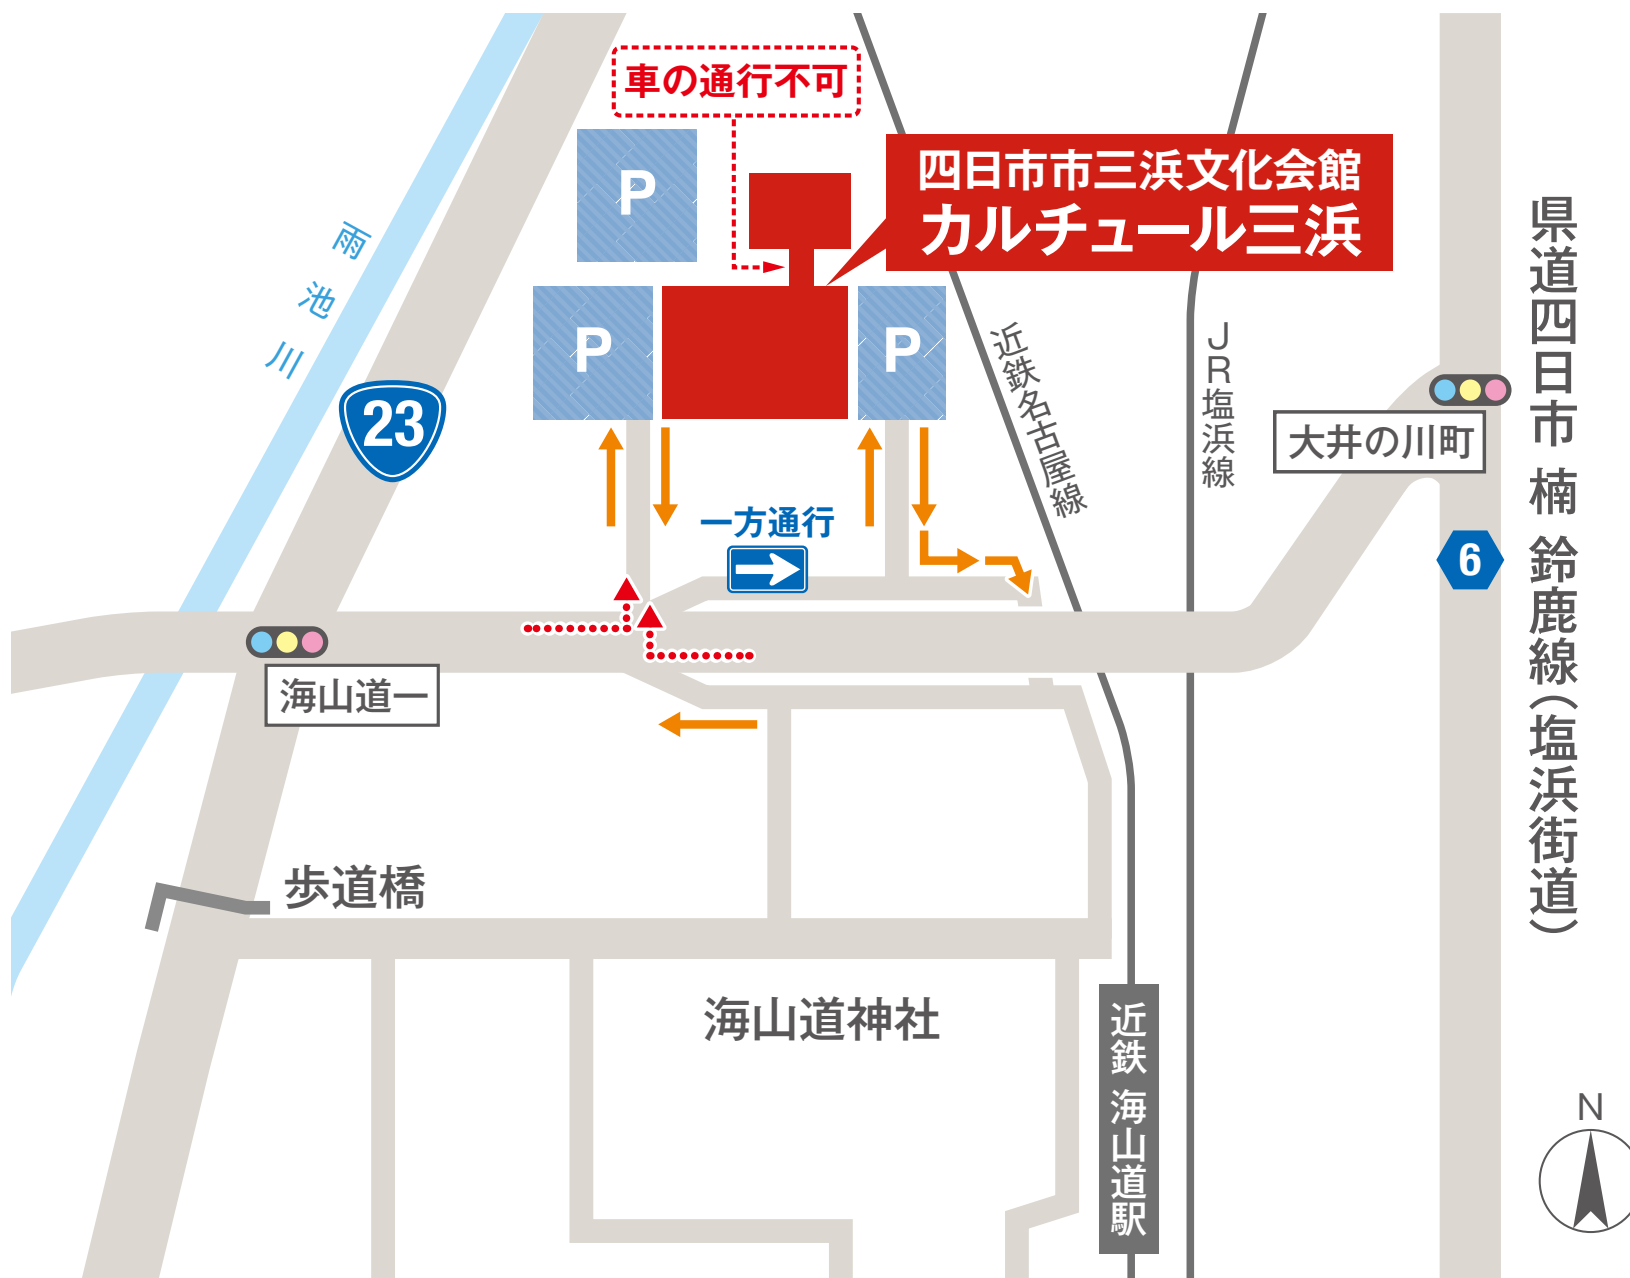 車の通行不可
P
四日市市三浜文化会館
カルチュール三浜
雨池川
P
P
23
近鉄名古屋線
JR塩浜線
大井の川町
県道四日市 楠 鈴鹿線(塩浜街道)
6
一方通行
海山道一
歩道橋
海山道神社
近鉄 海山道駅
N